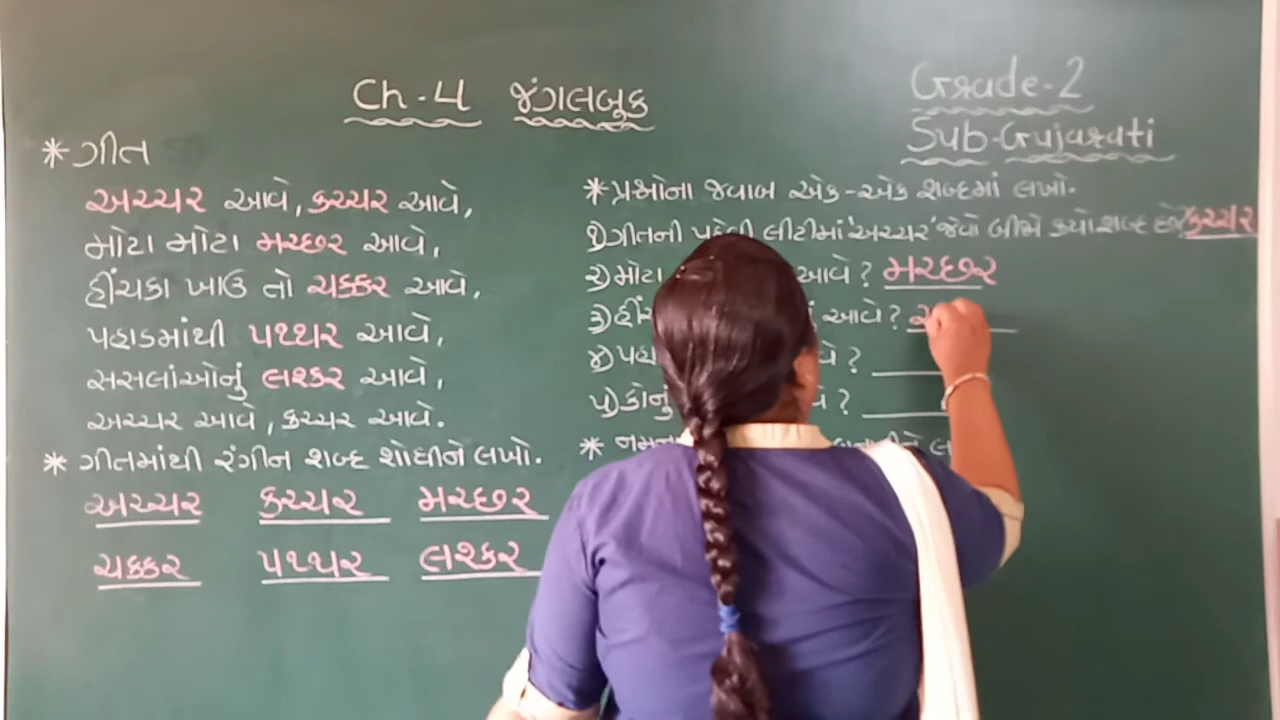 Ch-4 જંગલબુક
Grade-2
Sub-Gujarati
* ગીત
અચ્ચર આવે, કચ્ચર આવે,
મોટા મોટા મચ્છર આવે,
હીંચકા ખાઉ તો ચક્કર આવે,
પહાડમાંથી પથ્થર આવે,
સસલાંઓનું લશ્કર આવે,
અચ્ચર આવે, કચ્ચર આવે.
* ગીતમાંથી રંગીન શબ્દ શોધીને લખો.
અચ્ચર કચ્ચર મચ્છર
ચક્કર પથ્થર લશ્કર
* પ્રશ્નોના જવાબ એક-એક શબ્દમાં લખો.
૧) ગીતની પહેલી લીટીમાં 'અચ્ચર' જેવો બીજો કયો શબ્દ છે? કચ્ચર
૨) મોટા આવે? મચ્છર
૩) આવે?
૪) ?
૫) કોનું ?
*